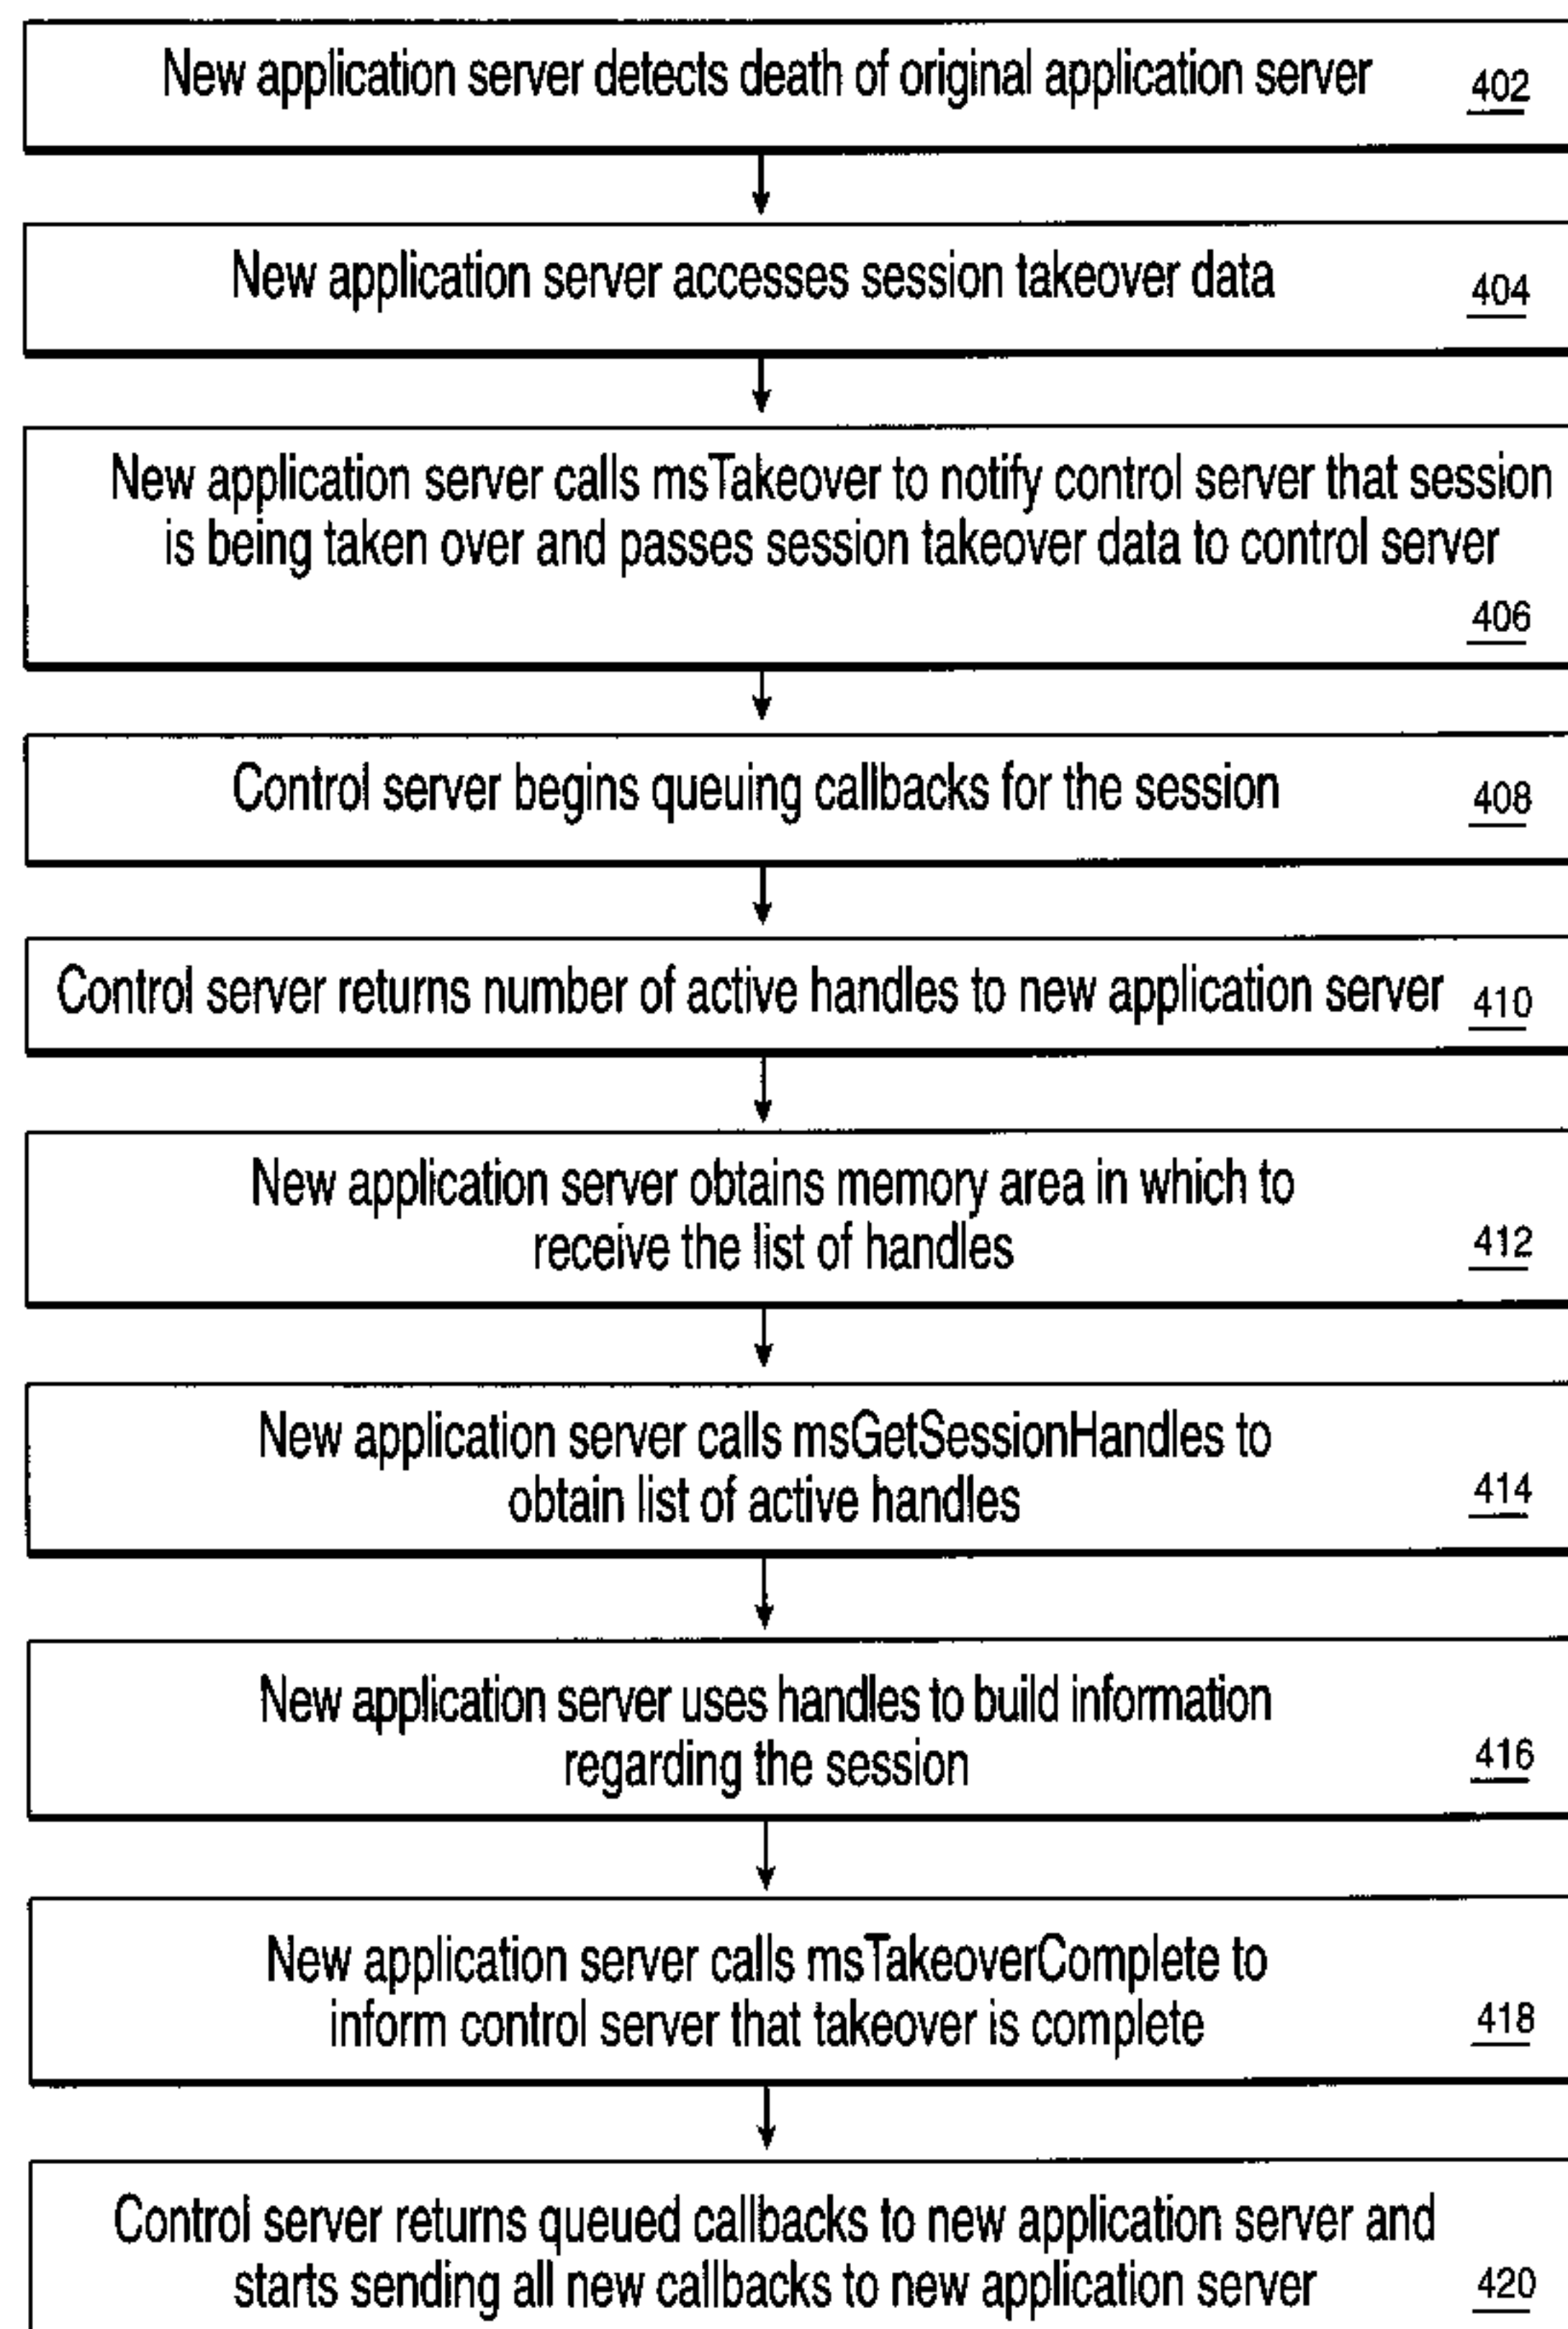 New application server detects death of original application server 402
New application server accesses session takeover data 404
New application server calls msTakeover to notify control server that session
is being taken over and passes session takeover data to control server
406
Control server begins queuing callbacks for the session 408
Control server returns number of active handles to new application server 410
New application server obtains memory area in which to
receive the list of handles 412
New application server calls msGetSessionHandles to
obtain list of active handles 414
New application server uses handles to build information
regarding the session 416
New application server calls msTakeoverComplete to
inform control server that takeover is complete 418
Control server returns queued callbacks to new application server and
starts sending all new callbacks to new application server 420